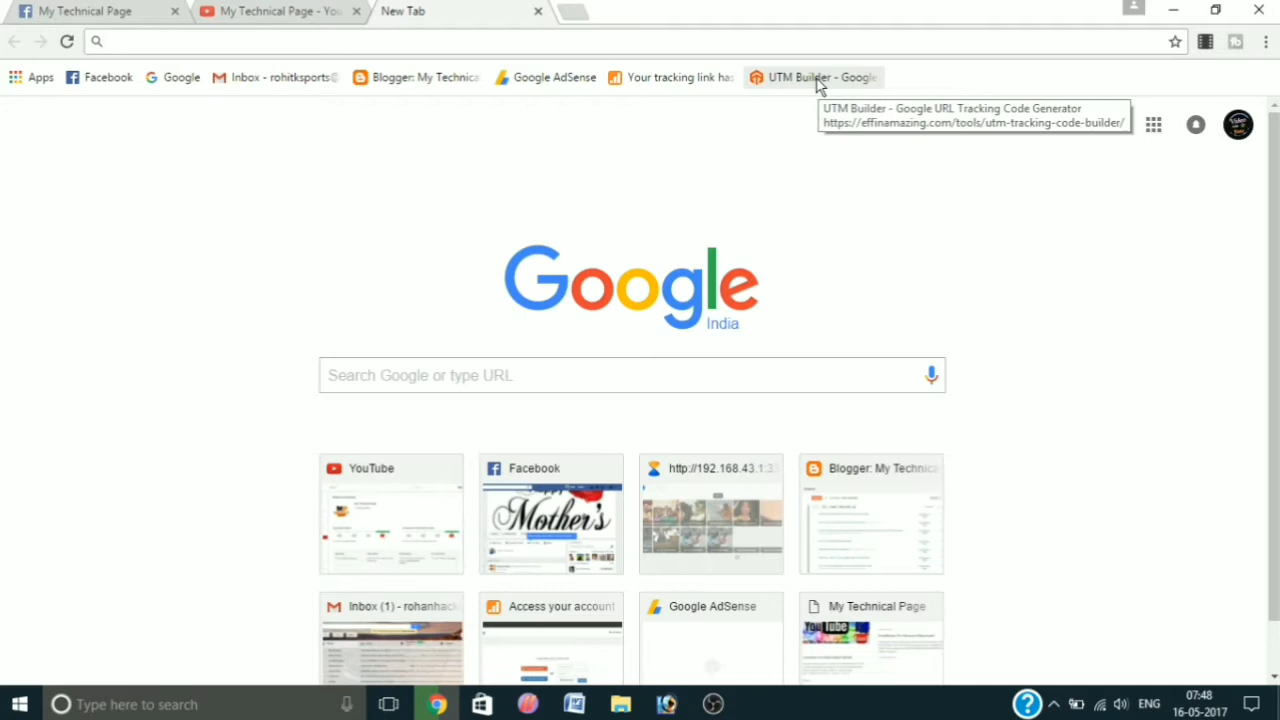 My Technical Page
My Technical Page - You
New Tab
Apps
Facebook
Google
Inbox - rohitksports@
Blogger: My Technica
Google AdSense
Your tracking link has
UTM Builder - Google
UTM Builder - Google URL Tracking Code Generator
https://effinamazing.com/tools/utm-tracking-code-builder/
Google
India
Search Google or type URL
YouTube
Facebook
http://192.168.43.1:33
Blogger: My Technica
Mother's
Inbox (1) - rohanhack
Access your account
Google AdSense
My Technical Page
YouTube
Type here to search
ENG
07:48
16-05-2017